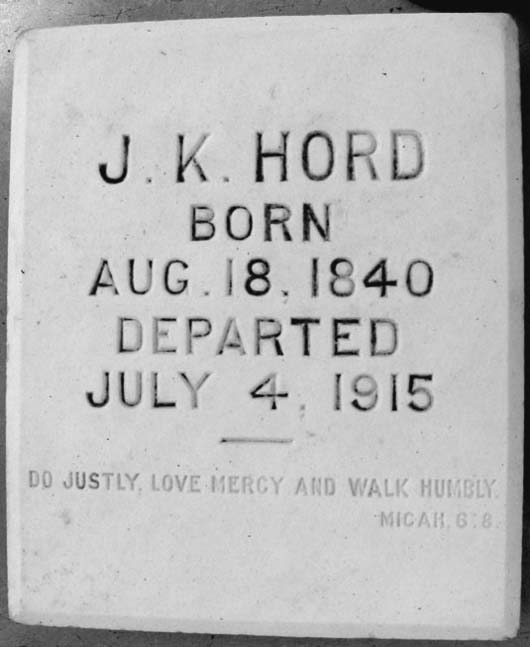 J. K. HORD
BORN
AUG. 18, 1840
DEPARTED
JULY 4, 1915
DO JUSTLY, LOVE MERCY AND WALK HUMBLY.
MICAH. 6:8.